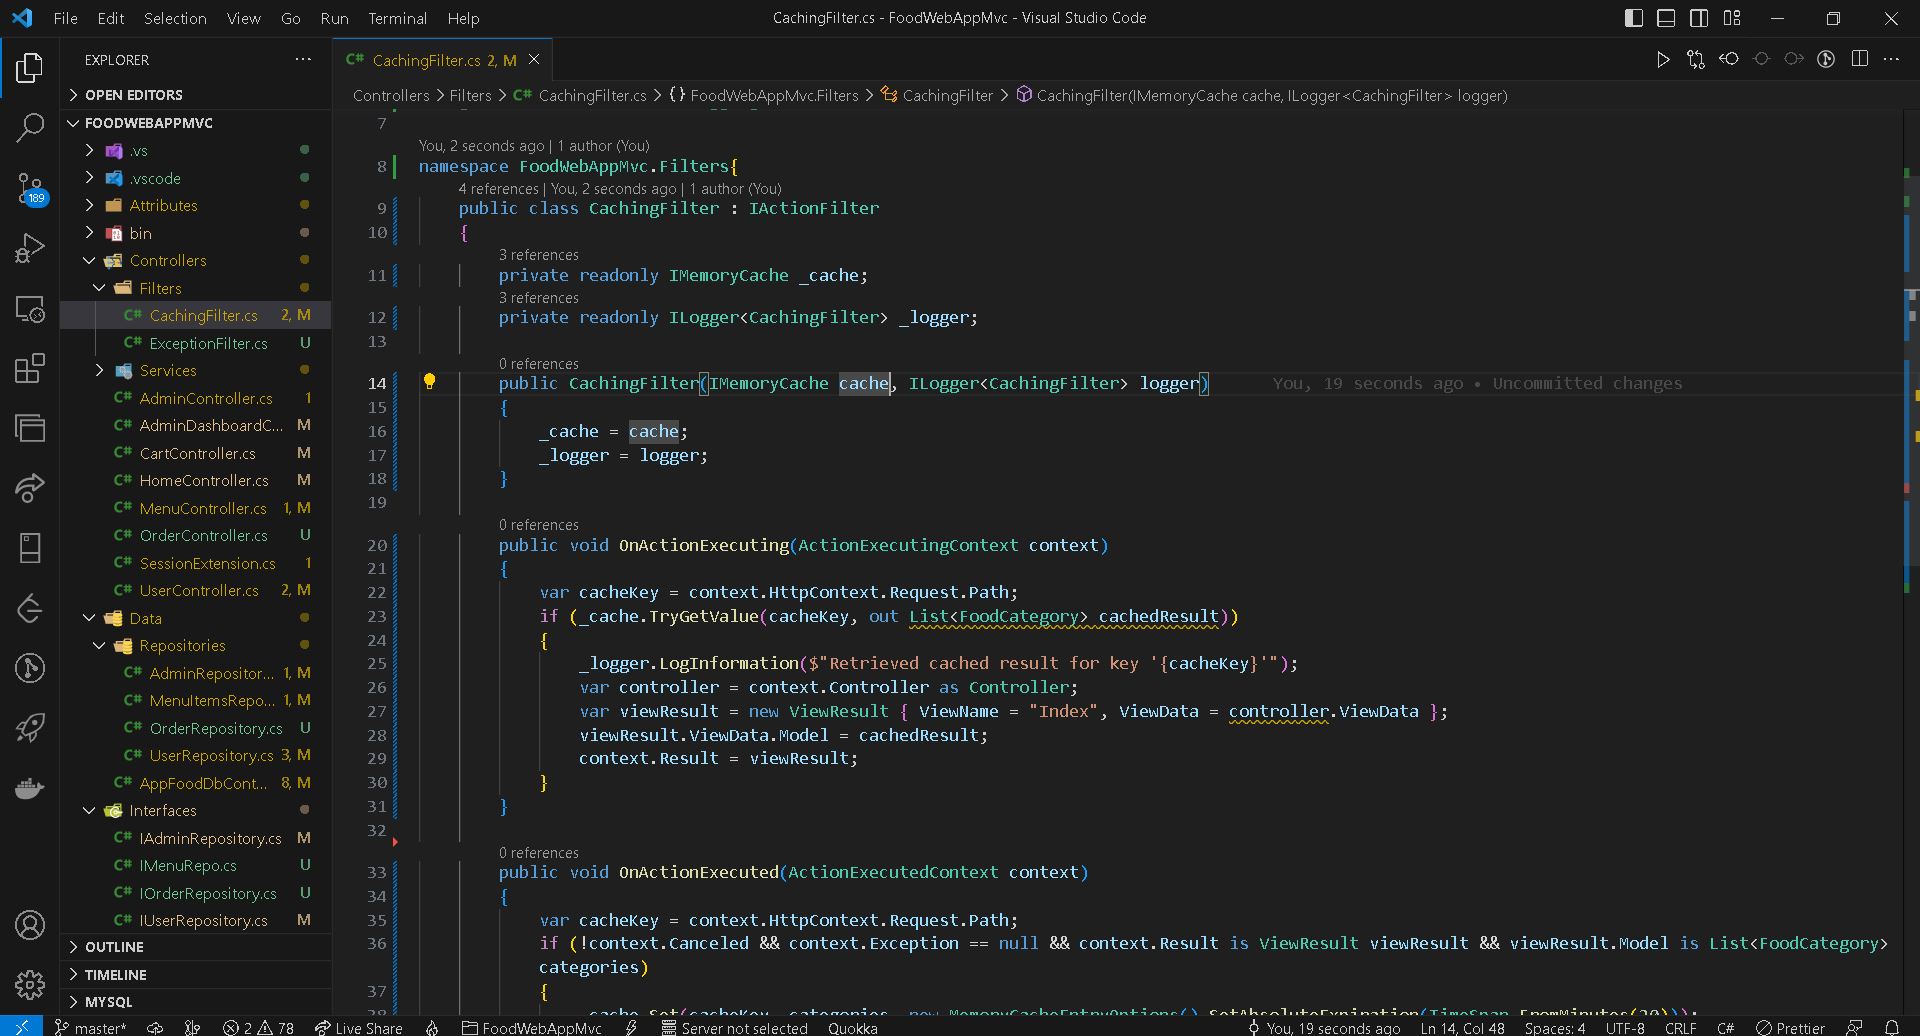 File Edit Selection View Go Run Terminal Help
CachingFilter.cs - FoodWebAppMvc - Visual Studio Code
EXPLORER
OPEN EDITORS
FOODWEBAPPMVC
.vs
.vscode
Attributes
bin
Controllers
Filters
C# CachingFilter.cs 2, M
C# ExceptionFilter.cs U
Services
C# AdminController.cs 1
C# AdminDashboardC... M
C# CartController.cs M
C# HomeController.cs M
C# MenuController.cs 1, M
C# OrderController.cs U
C# SessionExtension.cs 1
C# UserController.cs 2, M
Data
Repositories
C# AdminRepositor... 1, M
C# MenuItemsRepo... 1, M
C# OrderRepository.cs U
C# UserRepository.cs 3, M
C# AppFoodDbCont... 8, M
Interfaces
C# IAdminRepository.cs M
C# IMenuRepo.cs U
C# IOrderRepository.cs U
C# IUserRepository.cs M
OUTLINE
TIMELINE
MYSQL
189
C# CachingFilter.cs 2, M
Controllers > Filters > C# CachingFilter.cs > {} FoodWebAppMvc.Filters > CachingFilter > CachingFilter(IMemoryCache cache, ILogger<CachingFilter> logger)
7
You, 2 seconds ago | 1 author (You)
8 namespace FoodWebAppMvc.Filters{
4 references | You, 2 seconds ago | 1 author (You)
9 public class CachingFilter : IActionFilter
10 {
3 references
11 private readonly IMemoryCache _cache;
3 references
12 private readonly ILogger<CachingFilter> _logger;
13
0 references
14 public CachingFilter(IMemoryCache cache, ILogger<CachingFilter> logger) You, 19 seconds ago • Uncommitted changes
15 {
16 _cache = cache;
17 _logger = logger;
18 }
19
0 references
20 public void OnActionExecuting(ActionExecutingContext context)
21 {
22 var cacheKey = context.HttpContext.Request.Path;
23 if (_cache.TryGetValue(cacheKey, out List<FoodCategory> cachedResult))
24 {
25 _logger.LogInformation($"Retrieved cached result for key '{cacheKey}'");
26 var controller = context.Controller as Controller;
27 var viewResult = new ViewResult { ViewName = "Index", ViewData = controller.ViewData };
28 viewResult.ViewData.Model = cachedResult;
29 context.Result = viewResult;
30 }
31 }
32
0 references
33 public void OnActionExecuted(ActionExecutedContext context)
34 {
35 var cacheKey = context.HttpContext.Request.Path;
36 if (!context.Canceled && context.Exception == null && context.Result is ViewResult viewResult && viewResult.Model is List<FoodCategory>
categories)
37 {
38 _cache.Set(cacheKey, categories, new MemoryCacheEntryOptions().SetAbsoluteExpiration(TimeSpan.FromMinutes(20)));
master* 2 78 Live Share FoodWebAppMvc Server not selected Quokka You, 19 seconds ago Ln 14, Col 48 Spaces: 4 UTF-8 CRLF C# Prettier